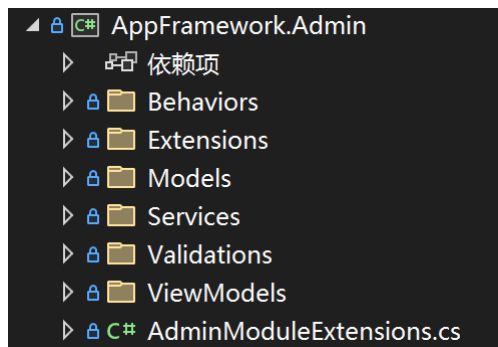 C# AppFramework.Admin
依赖项
Behaviors
Extensions
Models
Services
Validations
ViewModels
C# AdminModuleExtensions.cs